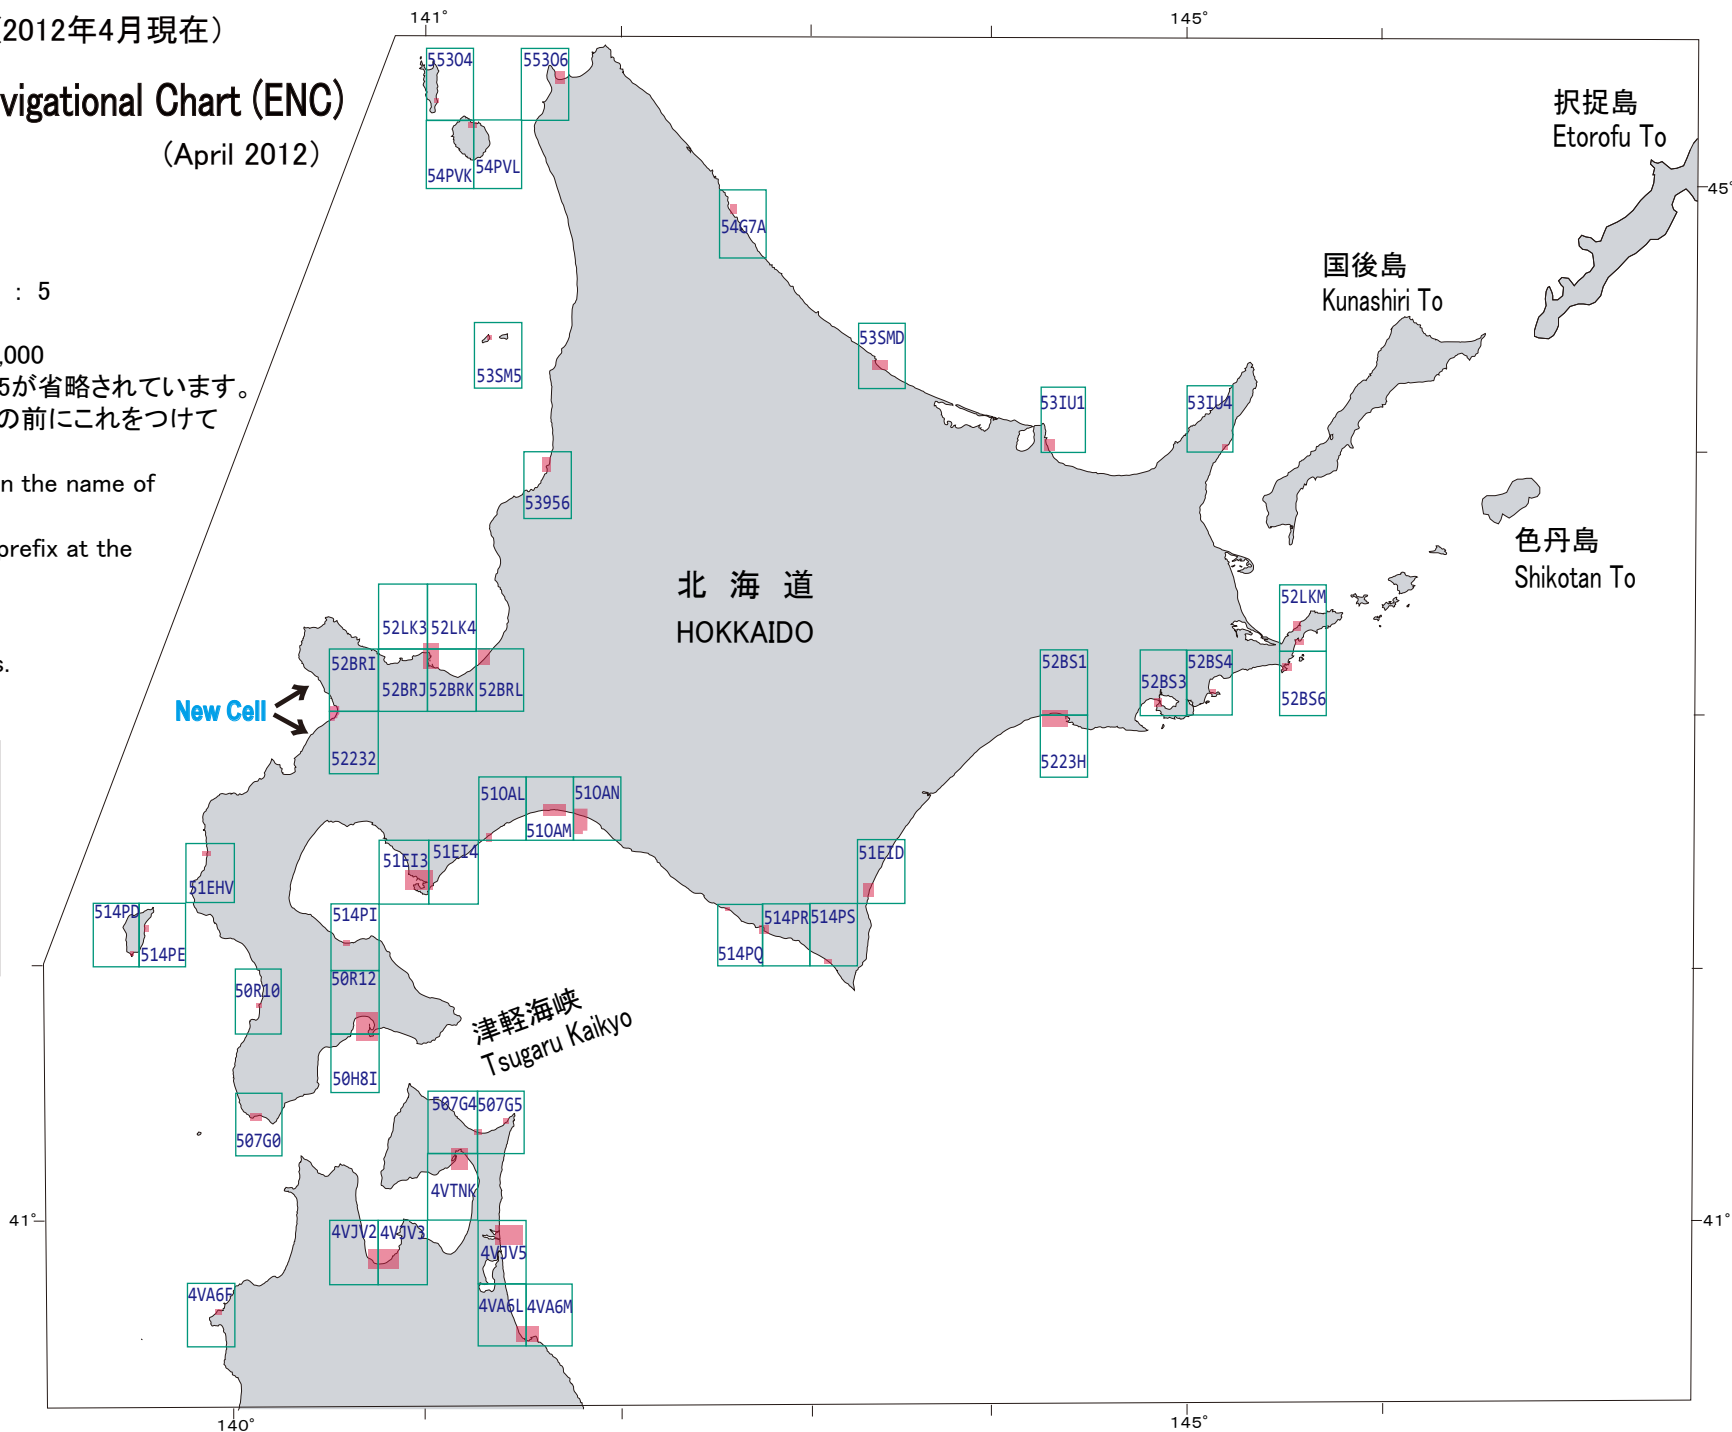 (2012年4月現在)
vigational Chart (ENC)
(April 2012)
: 5
,000
5が省略されています。
の前にこれをつけて
n the name of
prefix at the
s.
New Cell
141°
145°
45°
41°
41°
140°
145°
択捉島
Etorofu To
国後島
Kunashiri To
色丹島
Shikotan To
北 海 道
HOKKAIDO
津軽海峡
Tsugaru Kaikyo
553O4
553O6
54PVK
54PVL
54G7A
53SM5
53SMD
53IU1
53IU4
53956
52LK3
52LK4
52LKM
52BRI
52BRJ
52BRK
52BRL
52BS1
52BS3
52BS4
52BS6
52232
5223H
51OAL
51OAM
51OAN
51EI3
51EI4
51EID
51EHV
514PD
514PE
514PI
514PQ
514PR
514PS
50R10
50R12
50H8I
507G0
507G4
507G5
4VTNK
4VJV2
4VJV3
4VJV5
4VA6F
4VA6L
4VA6M